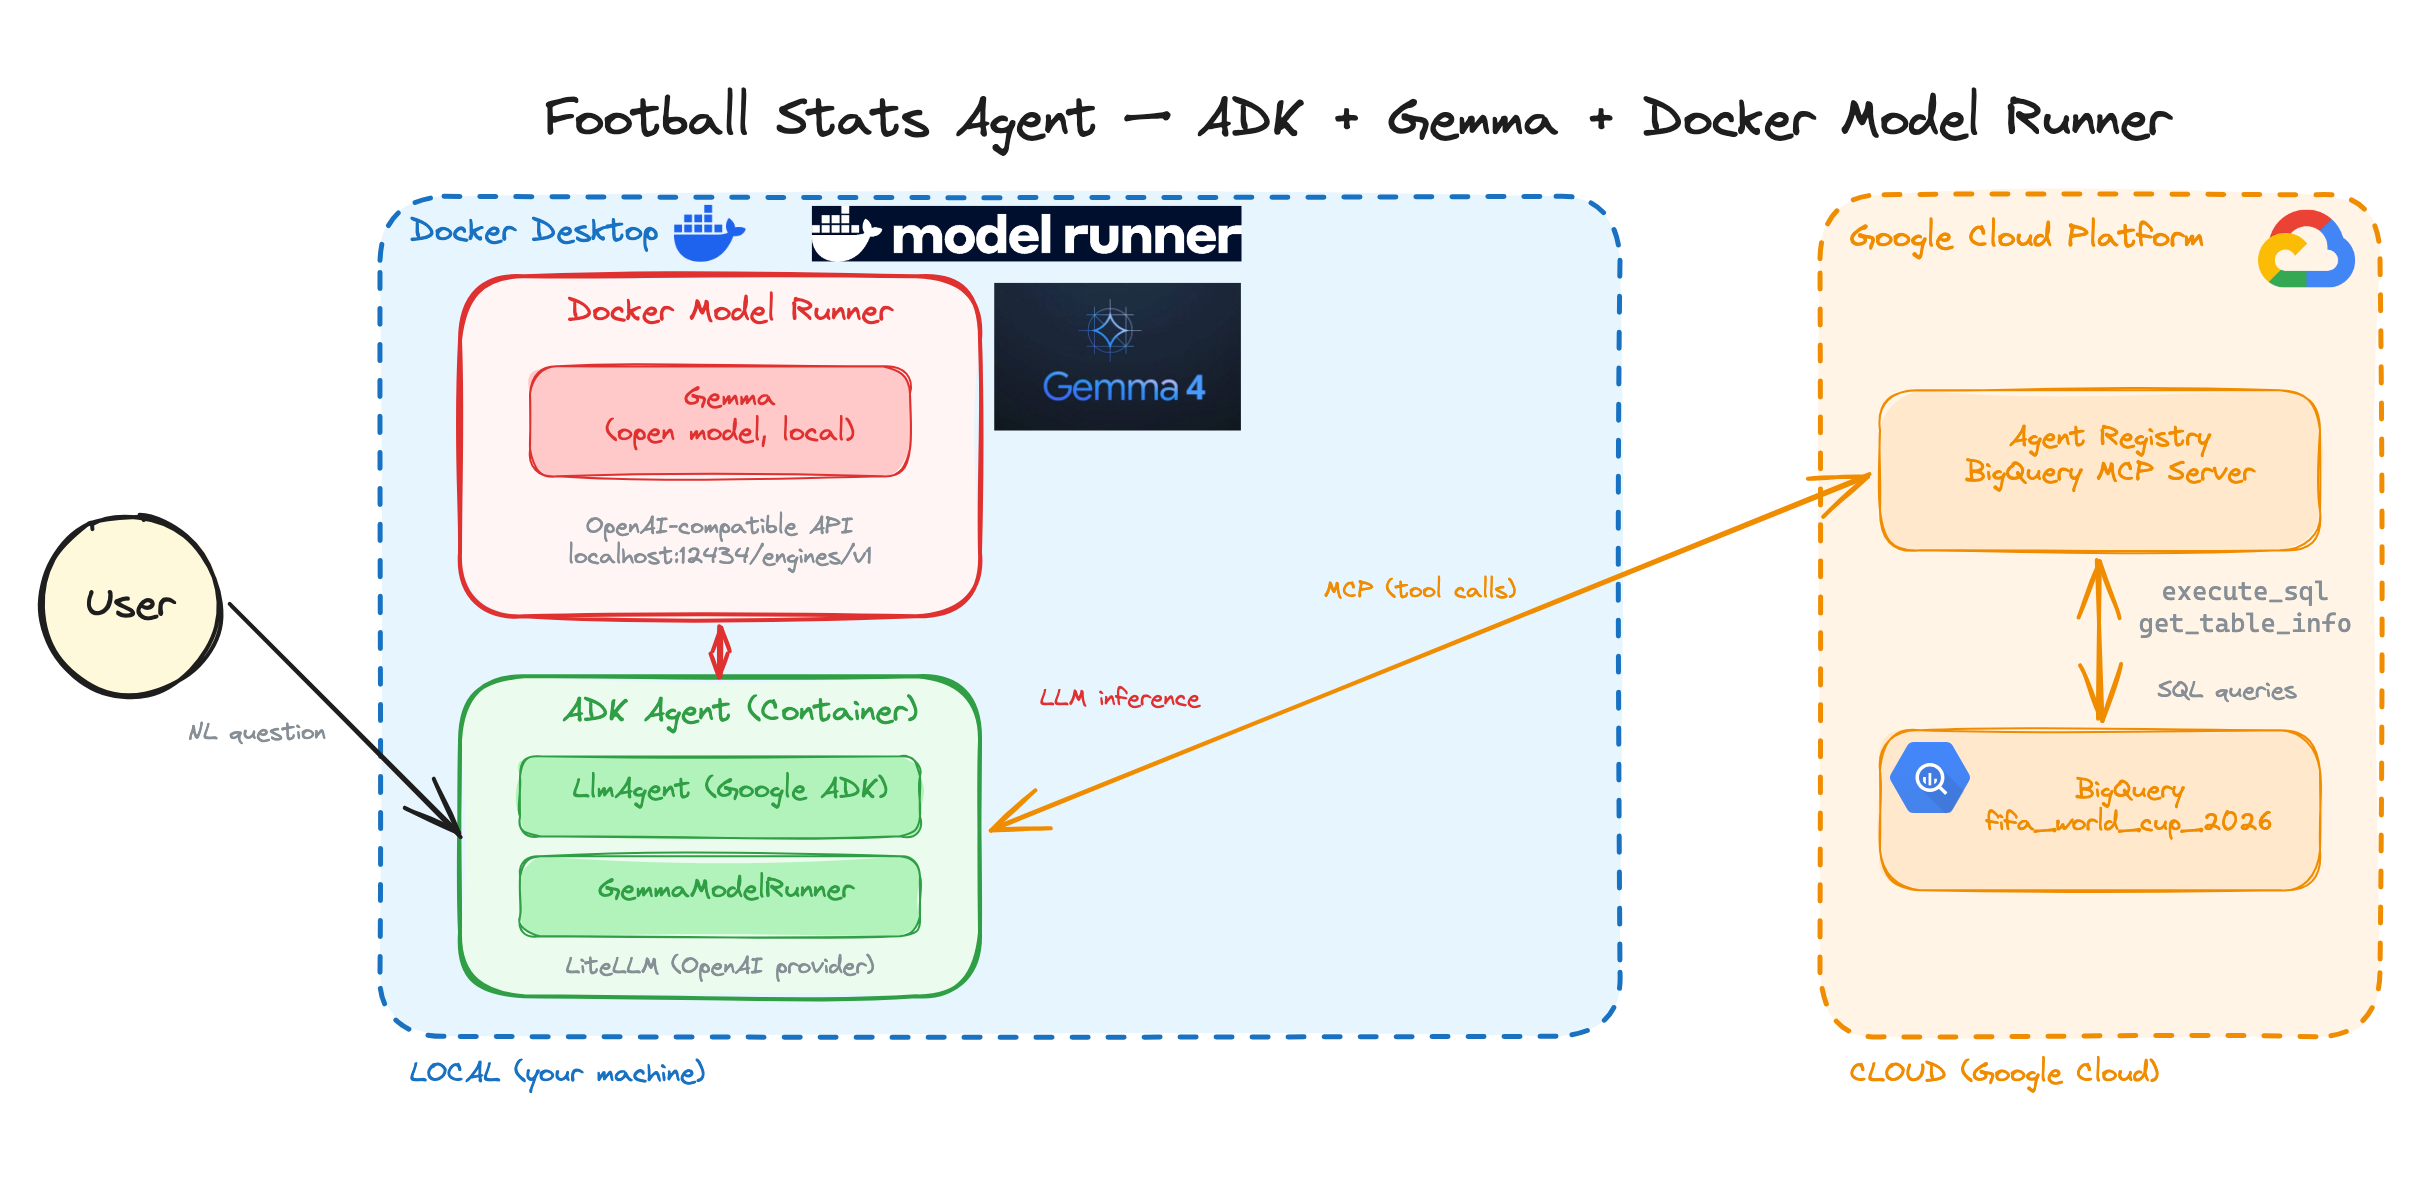 Football Stats Agent — ADK + Gemma + Docker Model Runner
Docker Desktop
model runner
Docker Model Runner
Gemma
(open model, local)
OpenAI-compatible API
localhost:12434/engines/v1
Gemma 4
User
NL question
LLM inference
MCP (tool calls)
ADK Agent (Container)
LlmAgent (Google ADK)
GemmaModelRunner
LiteLLM (OpenAI provider)
LOCAL (your machine)
Google Cloud Platform
Agent Registry
BigQuery MCP Server
execute_sql
get_table_info
SQL queries
BigQuery
fifa_world_cup_2026
CLOUD (Google Cloud)